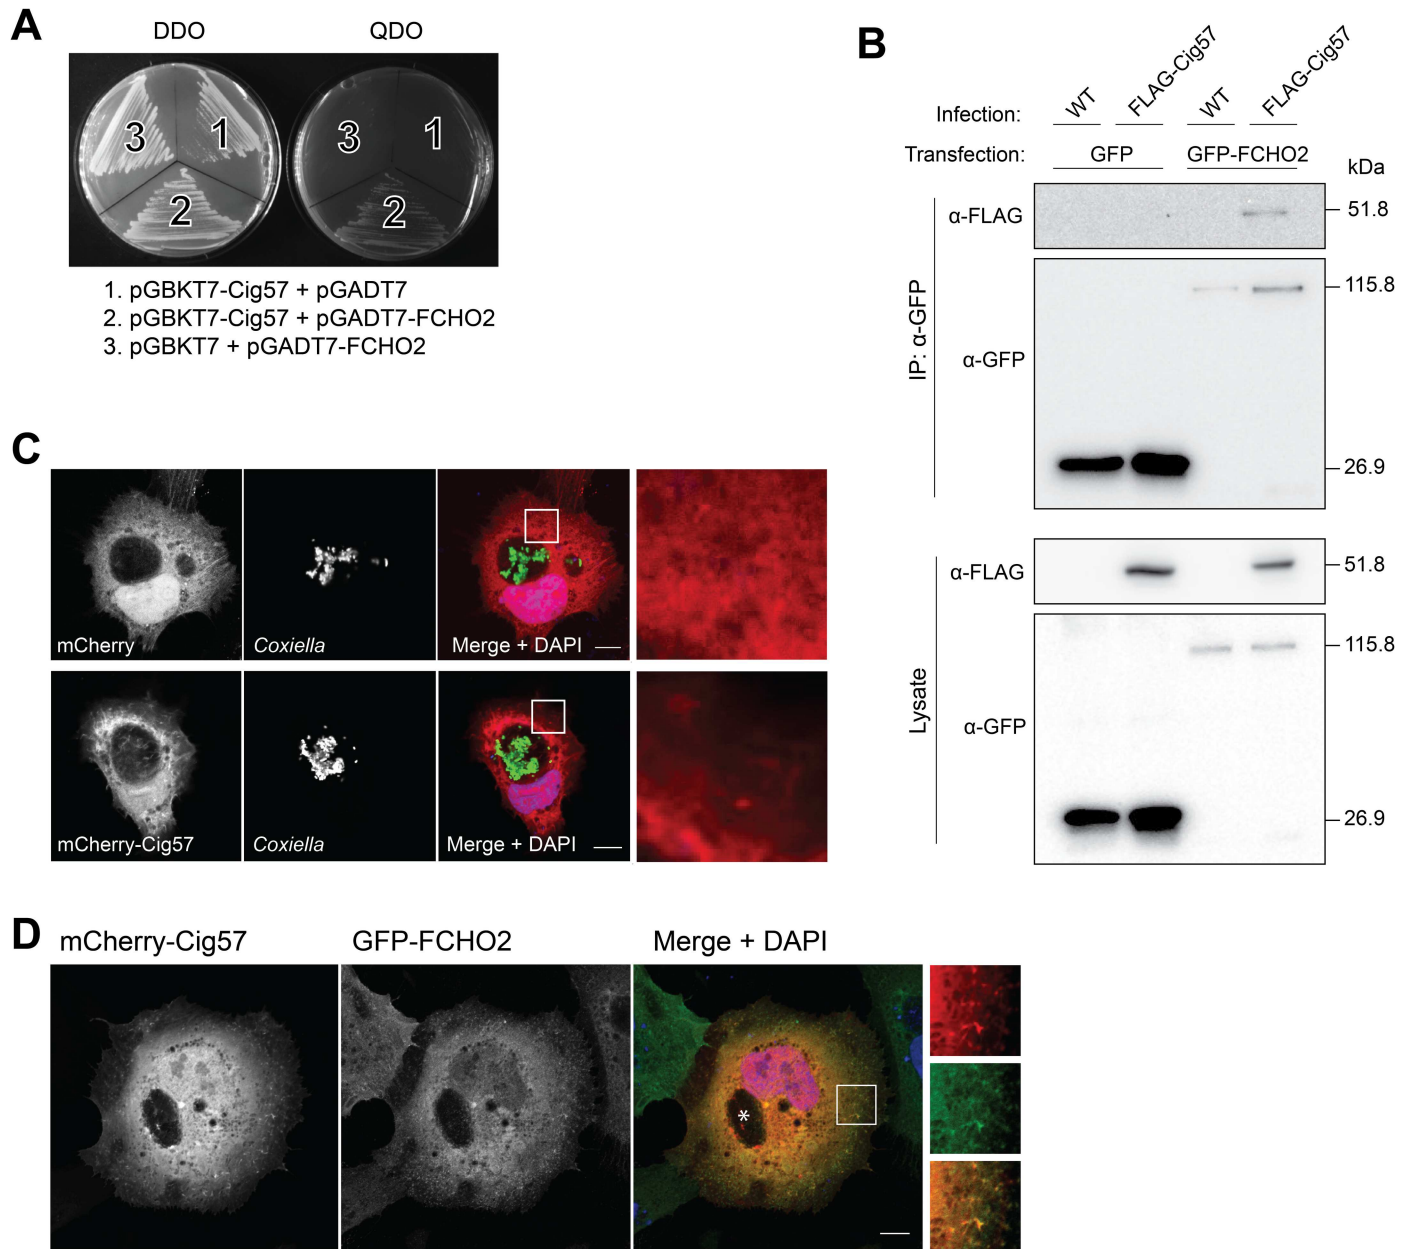 A
DDO QDO
3 1 3 1
2 2
1. pGBKT7-Cig57 + pGADT7
2. pGBKT7-Cig57 + pGADT7-FCHO2
3. pGBKT7 + pGADT7-FCHO2
B
Infection: WT FLAG-Cig57 WT FLAG-Cig57
Transfection: GFP GFP-FCHO2 kDa
IP: α-GFP
α-FLAG 51.8
115.8
α-GFP
26.9
Lysate
α-FLAG 51.8
115.8
α-GFP
26.9
C
mCherry Coxiella Merge + DAPI
mCherry-Cig57 Coxiella Merge + DAPI
D
mCherry-Cig57 GFP-FCHO2 Merge + DAPI
*